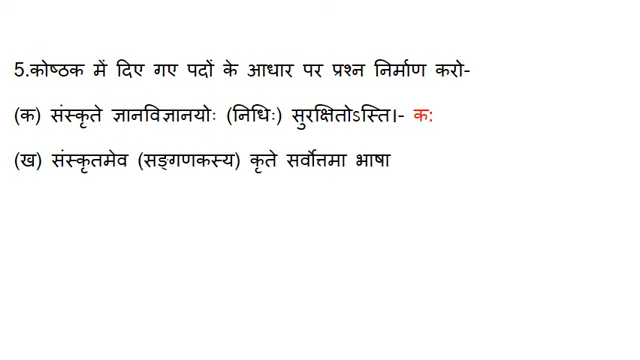 5.कोष्ठक में दिए गए पदों के आधार पर प्रश्न निर्माण करो-
(क) संस्कृते ज्ञानविज्ञानयोः (निधिः) सुरक्षितोऽस्ति।- क:
(ख) संस्कृतमेव (सङ्गणकस्य) कृते सर्वोत्तमा भाषा